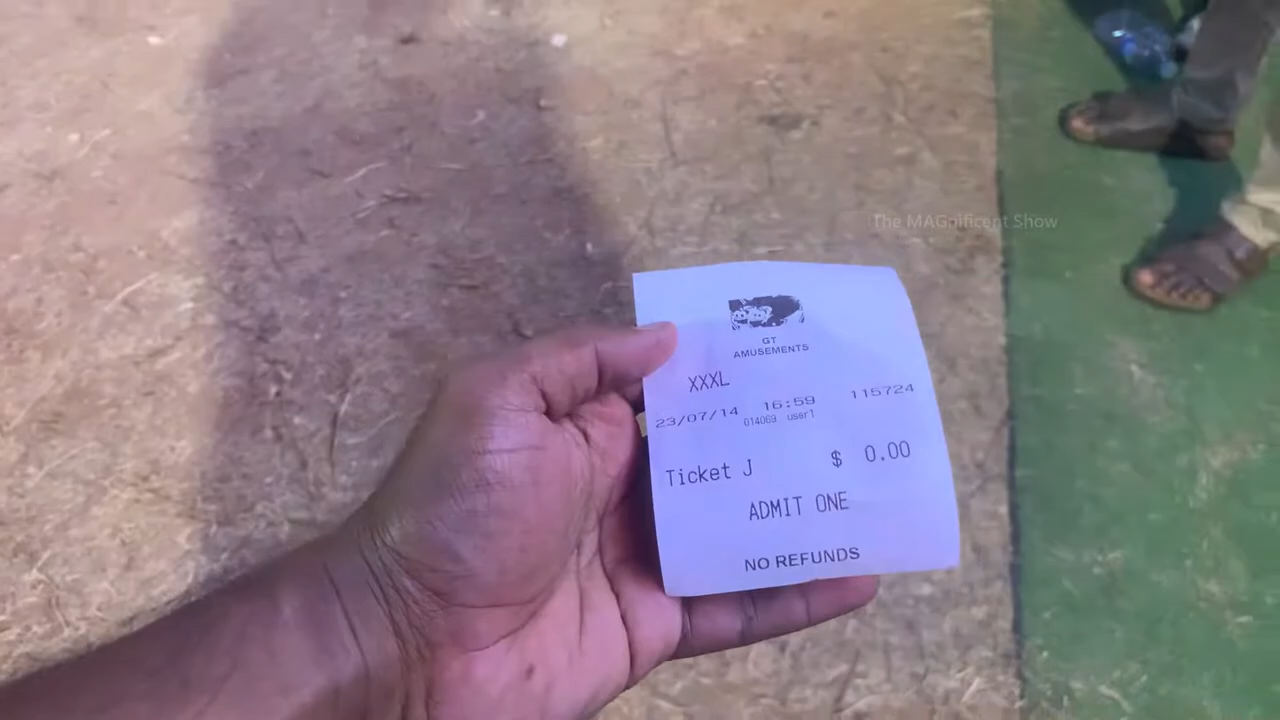 The MAGnificent Show
GT
AMUSEMENTS
XXXL
23/07/14 16:59 115724
014069 user1
Ticket J $ 0.00
ADMIT ONE
NO REFUNDS